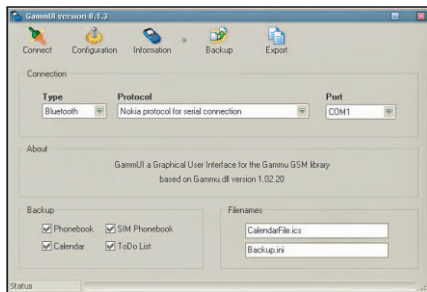 GammUI version 0.1.3
Connect Configuration Information Backup Export
Connection
Type Protocol Port
Bluetooth Nokia protocol for serial connection COM1
About
GammUI a Graphical User Interface for the Gammu GSM library
based on Gammu.dll version 1.02.20
Backup Filenames
Phonebook SIM Phonebook CalendarFile.ics
Calendar ToDo List Backup.ini
Status